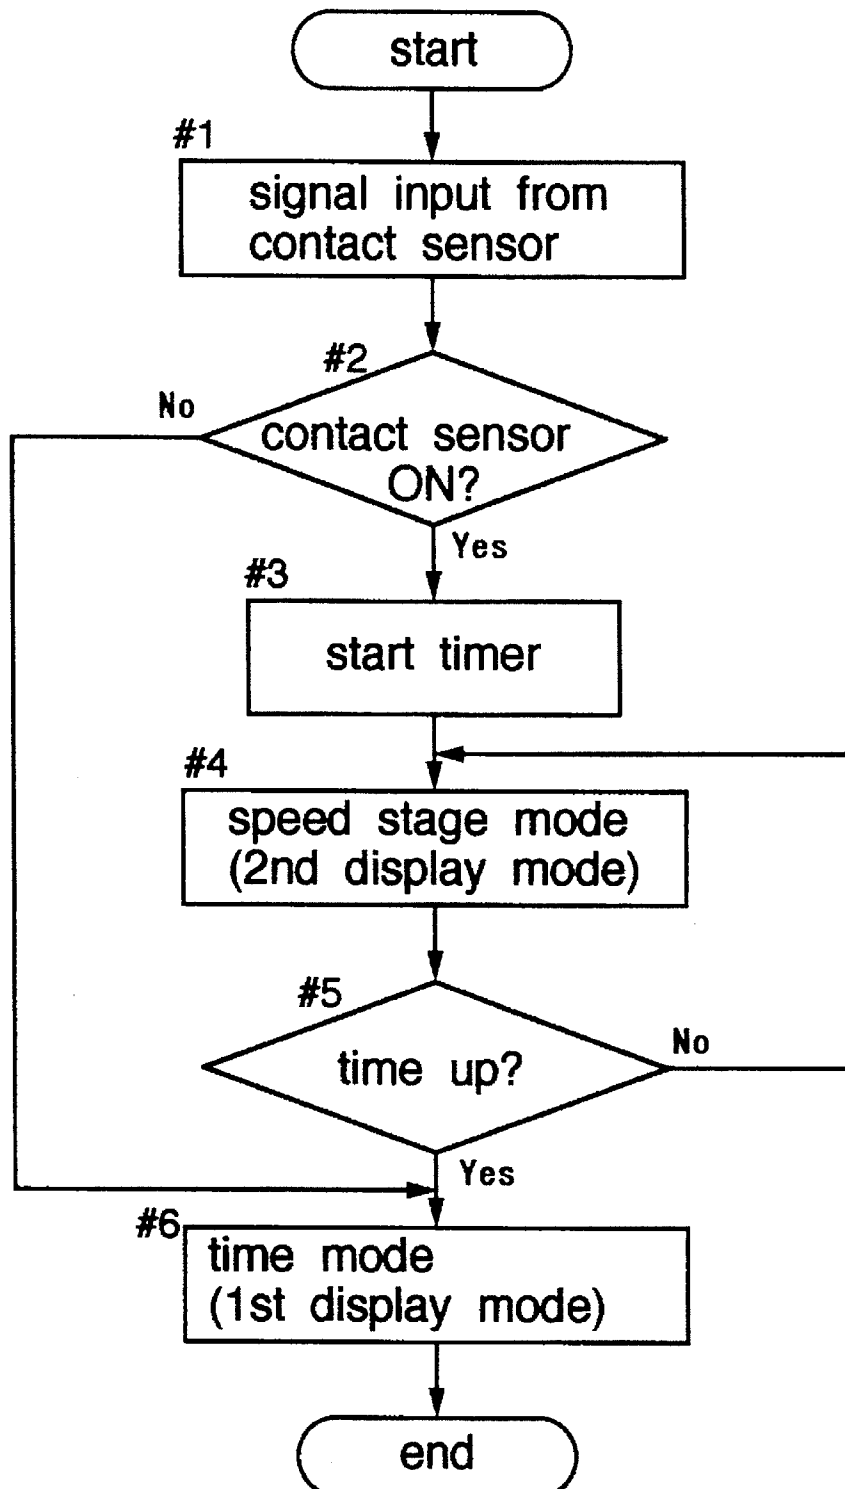 start
#1
signal input from
contact sensor
#2
No
contact sensor
ON?
Yes
#3
start timer
#4
speed stage mode
(2nd display mode)
#5
time up?
No
Yes
#6
time mode
(1st display mode)
end